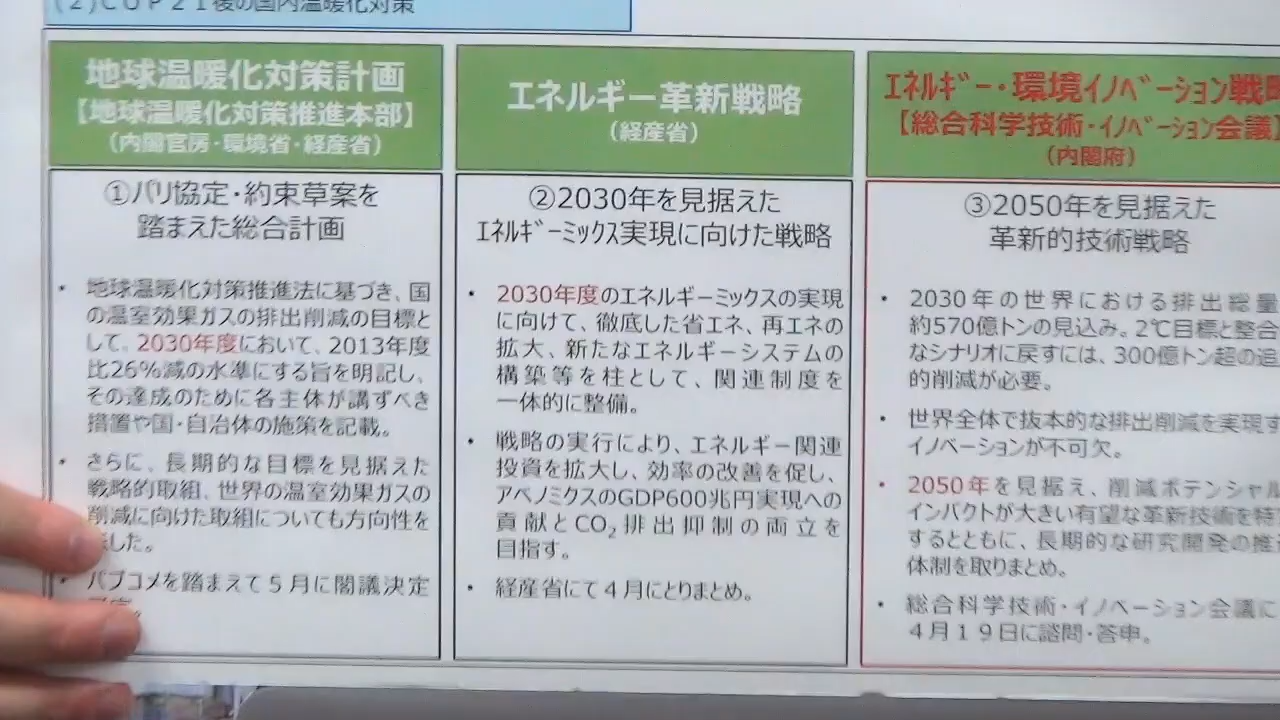 (2)COP21後の国内温暖化対策
地球温暖化対策計画
【地球温暖化対策推進本部】
(内閣官房・環境省・経産省)
①パリ協定・約束草案を
踏まえた総合計画
・ 地球温暖化対策推進法に基づき、国
の温室効果ガスの排出削減の目標と
して、2030年度において、2013年度
比26%減の水準にする旨を明記し、
その達成のために各主体が講ずべき
措置や国・自治体の施策を記載。
・ さらに、長期的な目標を見据えた
戦略的取組、世界の温室効果ガスの
削減に向けた取組についても方向性を
した。
・ パブコメを踏まえて５月に閣議決定
エネルギー革新戦略
(経産省)
②2030年を見据えた
ｴﾈﾙｷﾞｰﾐｯｸｽ実現に向けた戦略
・ 2030年度のエネルギーミックスの実現
に向けて、徹底した省エネ、再エネの
拡大、新たなエネルギーシステムの
構築等を柱として、関連制度を
一体的に整備。
・ 戦略の実行により、エネルギー関連
投資を拡大し、効率の改善を促し、
アベノミクスのGDP600兆円実現への
貢献とCO₂排出抑制の両立を
目指す。
・ 経産省にて４月にとりまとめ。
ｴﾈﾙｷﾞｰ・環境ｲﾉﾍﾞｰｼｮﾝ戦略
【総合科学技術・ｲﾉﾍﾞｰｼｮﾝ会議】
(内閣府)
③2050年を見据えた
革新的技術戦略
・ 2030年の世界における排出総量
約570億トンの見込み。2℃目標と整合
なシナリオに戻すには、300億トン超の追
的削減が必要。
・ 世界全体で抜本的な排出削減を実現す
イノベーションが不可欠。
・ 2050年を見据え、削減ポテンシャル
インパクトが大きい有望な革新技術を特
するとともに、長期的な研究開発の推
体制を取りまとめ。
・ 総合科学技術・イノベーション会議に
４月１９日に諮問・答申。